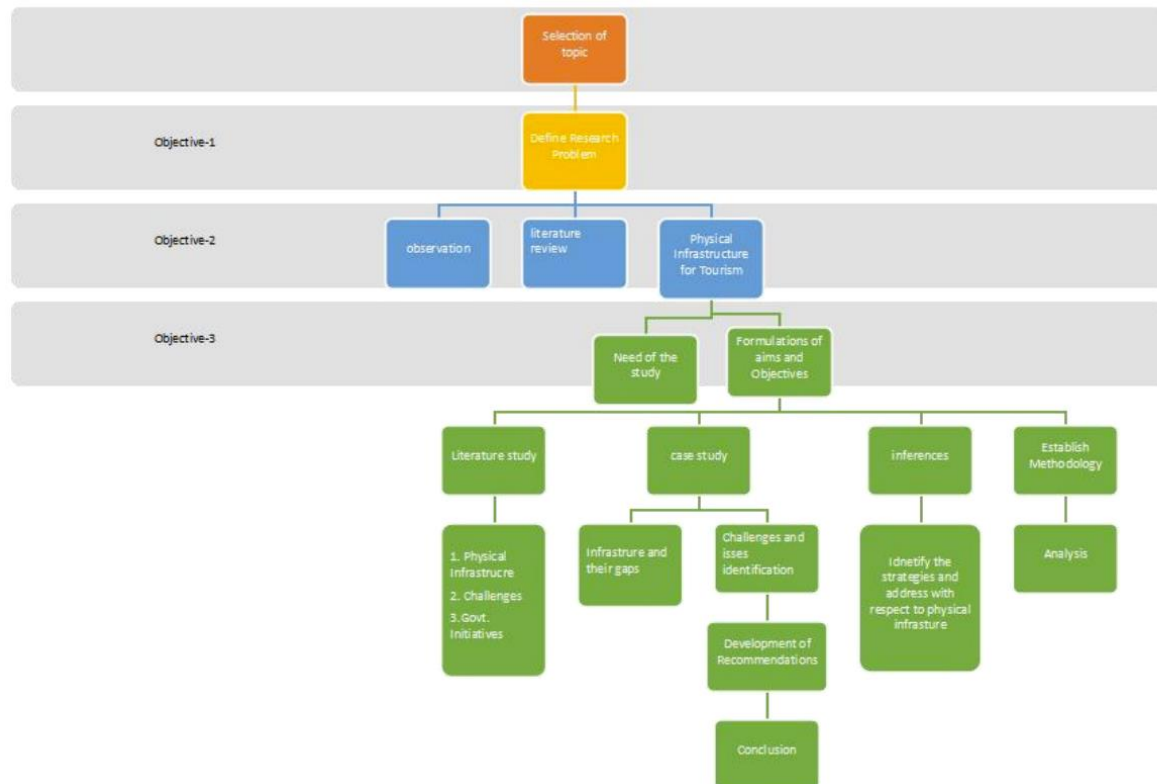 Selection of
topic
Objective-1
Define Research
Problem
Objective-2
observation
literature
review
Physical
Infrastructure
for Tourism
Objective-3
Need of the
study
Formulations of
aims and
Objectives
Literature study
case study
inferences
Establish
Methodology
1. Physical
Infrastrucre
2. Challenges
3.Govt.
Initiatives
Infrastrure and
their gaps
Challenges and
isses
identification
Idnetify the
strategies and
address with
respect to physical
infrasture
Analysis
Development of
Recommendations
Conclusion